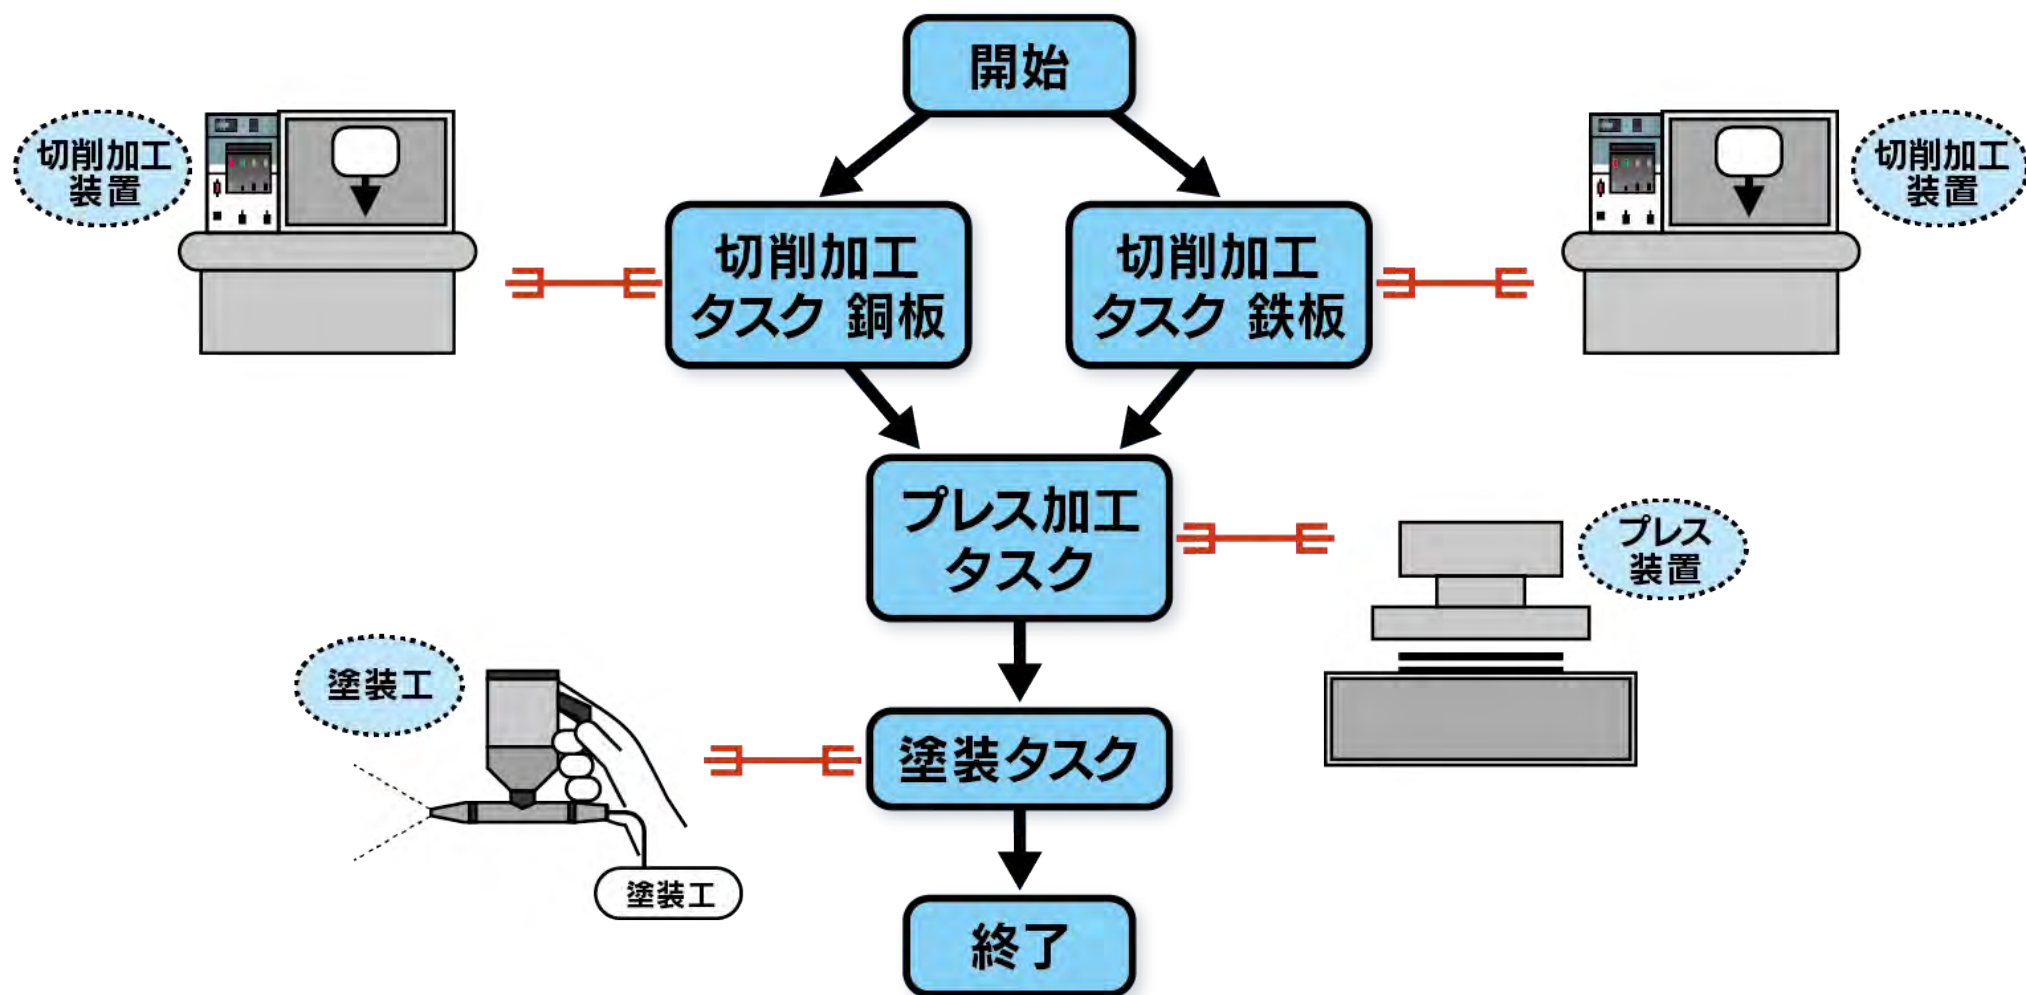 開始
切削加工
装置
切削加工
タスク 銅板
切削加工
タスク 鉄板
切削加工
装置
プレス加工
タスク
プレス
装置
塗装工
塗装タスク
塗装工
終了